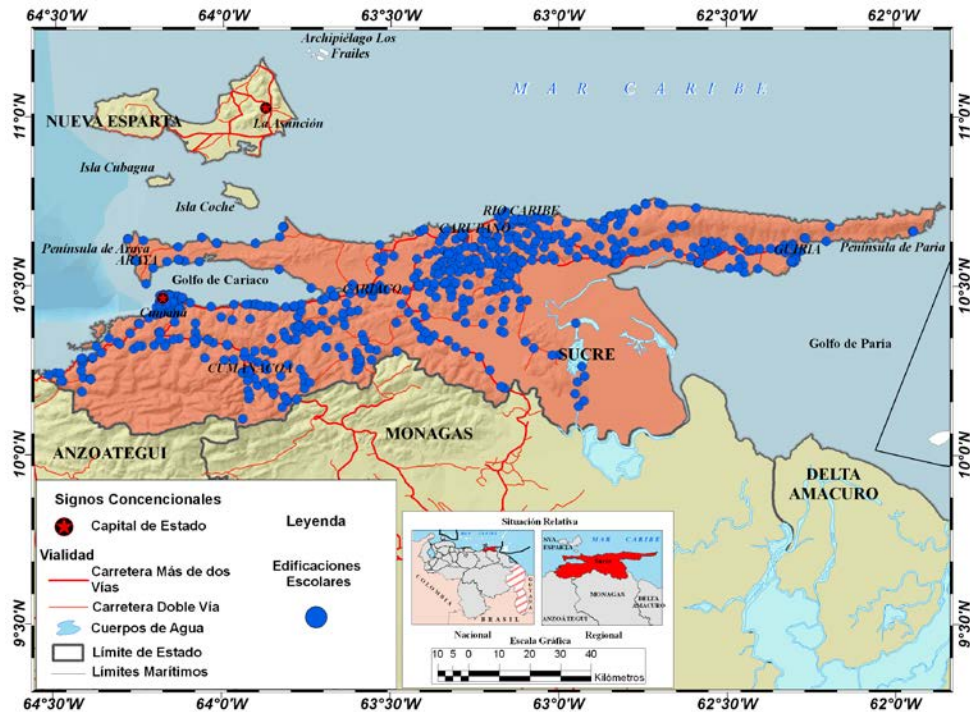 64°30'W 64°0'W 63°30'W 63°0'W 62°30'W 62°0'W
Archipiélago Los
Frailes
MAR CARIBE
11°0'N
11°0'N
NUEVA ESPARTA
La Asunción
Isla Cubagua
Isla Coche
RIO CARIBE
CARUPANO
Península de Araya
ARAYA
GUIRIA
Península de Paria
10°30'N
10°30'N
Golfo de Cariaco
CARIACO
Cumaná
Golfo de Paria
SUCRE
CUMANACOA
10°0'N
10°0'N
ANZOATEGUI
MONAGAS
DELTA
AMACURO
Signos Concencionales
Capital de Estado
Vialidad
Carretera Más de dos
Vías
Carretera Doble Vía
Cuerpos de Agua
Límite de Estado
Límites Marítimos
Leyenda
Edificaciones
Escolares
Situación Relativa
COLOMBIA
BRASIL
NVA.
ESPARTA
MAR CARIBE
MONAGAS
DELTA
AMACURO
ANZOATEGUI
Nacional
Regional
Escala Gráfica
10 5 0 10 20 30 40
Kilómetros
9°30'N
9°30'N
64°30'W 64°0'W 63°30'W 63°0'W 62°30'W 62°0'W